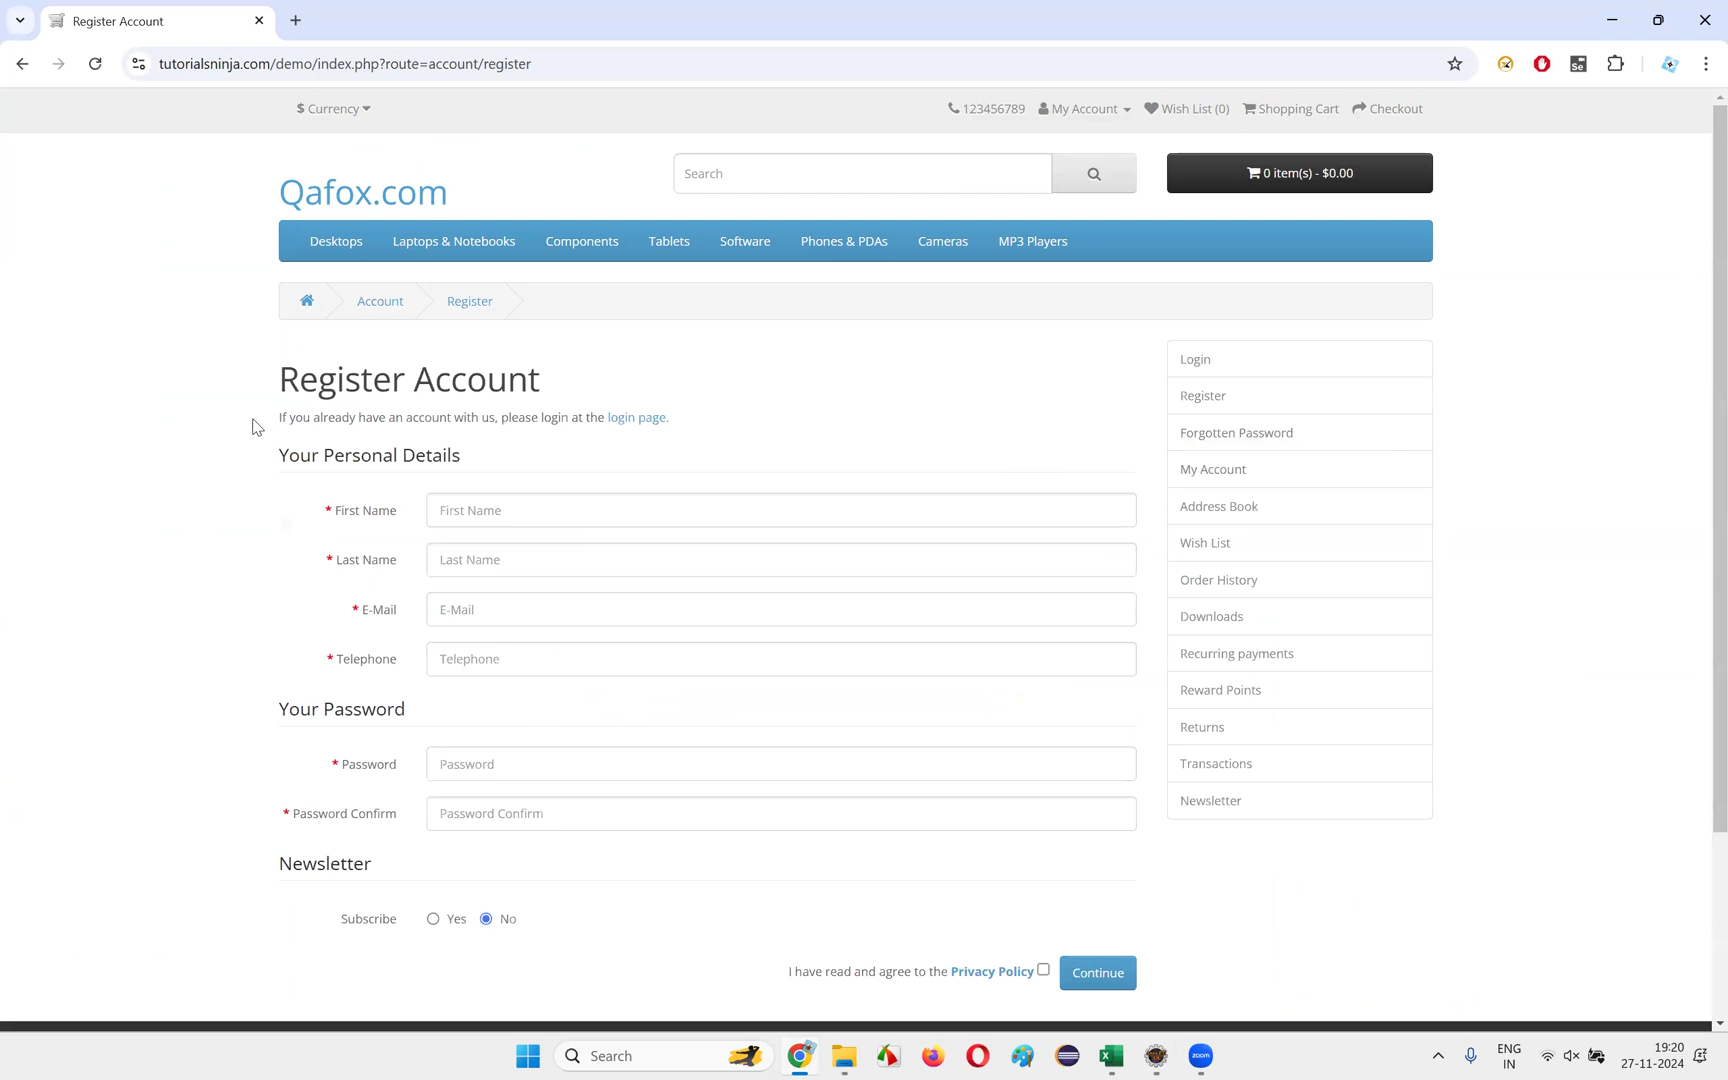 Register Account
tutorialsninja.com/demo/index.php?route=account/register
$ Currency
123456789 My Account Wish List (0) Shopping Cart Checkout
Qafox.com
Search
0 item(s) - $0.00
Desktops Laptops & Notebooks Components Tablets Software Phones & PDAs Cameras MP3 Players
Account Register
Register Account
If you already have an account with us, please login at the login page.
Your Personal Details
* First Name First Name
* Last Name Last Name
* E-Mail E-Mail
* Telephone Telephone
Your Password
* Password Password
* Password Confirm Password Confirm
Newsletter
Subscribe Yes No
I have read and agree to the Privacy Policy Continue
Login
Register
Forgotten Password
My Account
Address Book
Wish List
Order History
Downloads
Recurring payments
Reward Points
Returns
Transactions
Newsletter
Search
zoom
ENG
IN
19:20
27-11-2024